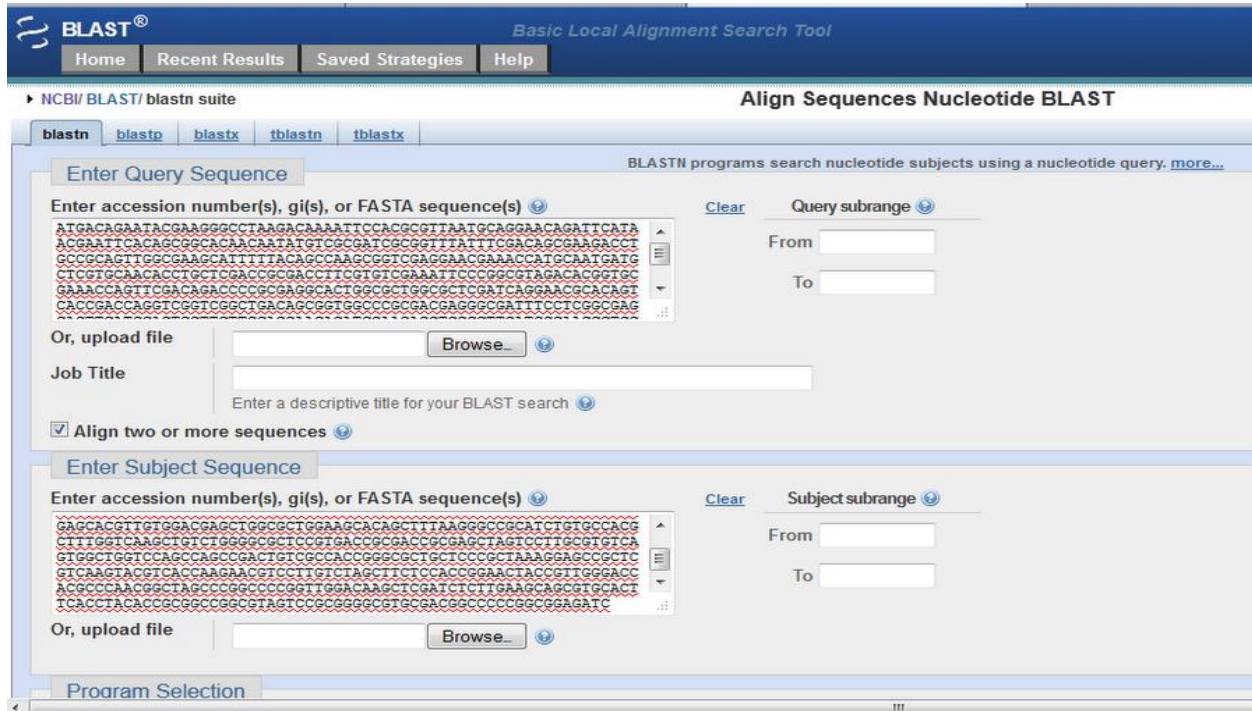 BLAST®
Basic Local Alignment Search Tool
Home Recent Results Saved Strategies Help
NCBI/ BLAST/ blastn suite
Align Sequences Nucleotide BLAST
blastn blastp blastx tblastn tblastx
BLASTN programs search nucleotide subjects using a nucleotide query. more...
Enter Query Sequence
Enter accession number(s), gi(s), or FASTA sequence(s) Clear Query subrange
ATGACAGAATACGAAGGGCCTAAGACAAAATTCCACGCGTTAATGCAGGAACAGATTCATA
ACGAATTCACAGCGGCACAACAATATGTCGCGATCGCGGTTTATTTCGACAGCGAAGACCT
GCCGCAGTTGGCGAAGCATTTTTACAGCCAAGCGGTCGAGGAACGAAACCATGCAATGATG
CTCGTGCAACACCTGCTCGACCGCGACCTTCGTGTCGAAATTCCCGGCGTAGACACGGTGC
GAAACCAGTTCGACAGACCCCGCGAGGCACTGGCGCTGGCGCTCGATCAGGAACGCACAGT
CACCGACCAGGTCGGTCGGCTGACAGCGGTGGCCCGCGACGAGGGCGATTTCCTCGGCGAG
From
To
Or, upload file Browse_
Job Title
Enter a descriptive title for your BLAST search
Align two or more sequences
Enter Subject Sequence
Enter accession number(s), gi(s), or FASTA sequence(s) Clear Subject subrange
GAGCACGTTGTGGACGAGCTGGCGCTGGAAGCACAGCTTTAAGGGCCGCATCTGTGCCACG
CTTTGGTCAAGCTGTCTGGGGCGCTCCGTGACCGCGACCGCGAGCTAGTCCTTGCGTGTCA
GTGGCTGGTCCAGCCAGCCGACTGTCGCCACCGGGCGCTGCTCCCGCTAAAGGAGCCGCTC
GTCAAGTACGTCACCAAGAACGTCCTTGTCTAGCTTCTCCACCGGAACTACCGTTGGGACC
ACGCCCAACGGCTAGCCCGGCCCCGGTTGGACAAGCTCGATCTCTTGAAGCAGCGTGCACT
TCACCTACACCGCGGCCGGCGTAGTCCGCGGGGCGTGCGACGGCCCCCGGCGGAGATC
From
To
Or, upload file Browse_
Program Selection